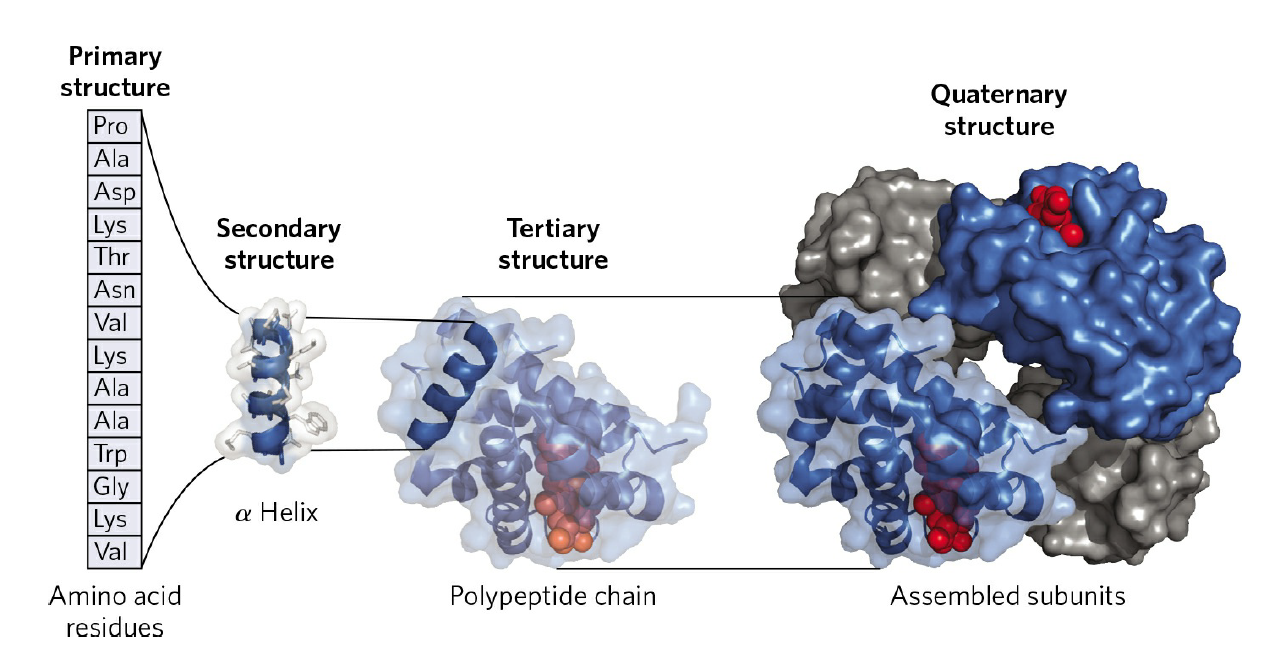 Primary
structure
Pro
Ala
Asp
Lys
Thr
Asn
Val
Lys
Ala
Ala
Trp
Gly
Lys
Val
Amino acid
residues
Secondary
structure
α Helix
Tertiary
structure
Polypeptide chain
Quaternary
structure
Assembled subunits